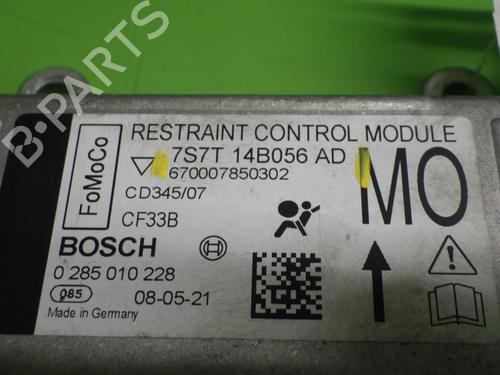 RESTRAINT CONTROL MODULE
FoMoCo
7S7T 14B056 AD
670007850302
MO
CD345/07
CF33B
BOSCH
0 285 010 228
085 08-05-21
Made in Germany
B-PARTS